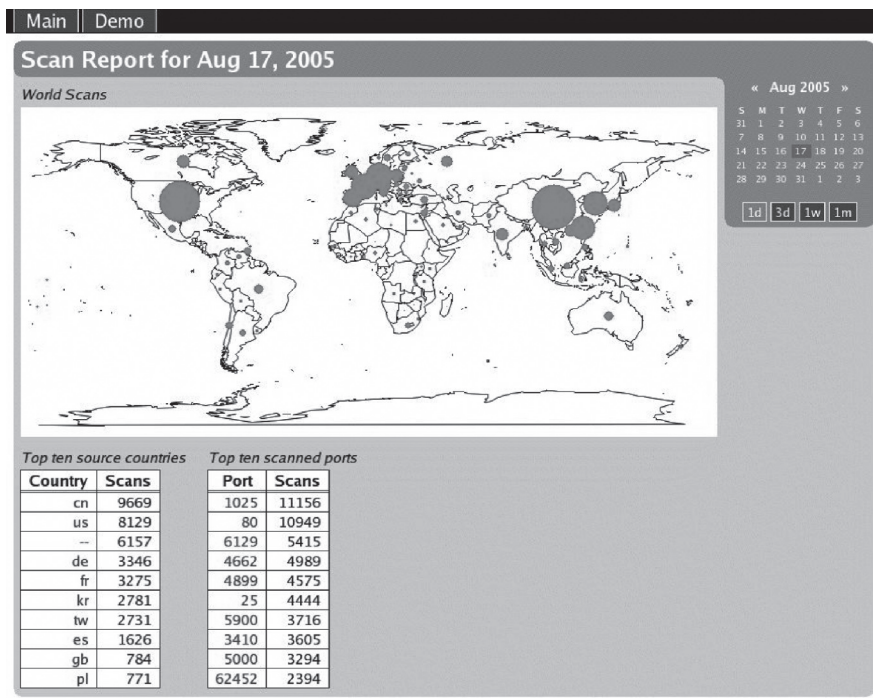 Main Demo
Scan Report for Aug 17, 2005
World Scans
« Aug 2005 »
S M T W T F S
31 1 2 3 4 5 6
7 8 9 10 11 12 13
14 15 16 17 18 19 20
21 22 23 24 25 26 27
28 29 30 31 1 2 3
1d 3d 1w 1m
Top ten source countries
Country Scans
cn 9669
us 8129
-- 6157
de 3346
fr 3275
kr 2781
tw 2731
es 1626
gb 784
pl 771
Top ten scanned ports
Port Scans
1025 11156
80 10949
6129 5415
4662 4989
4899 4575
25 4444
5900 3716
3410 3605
5000 3294
62452 2394